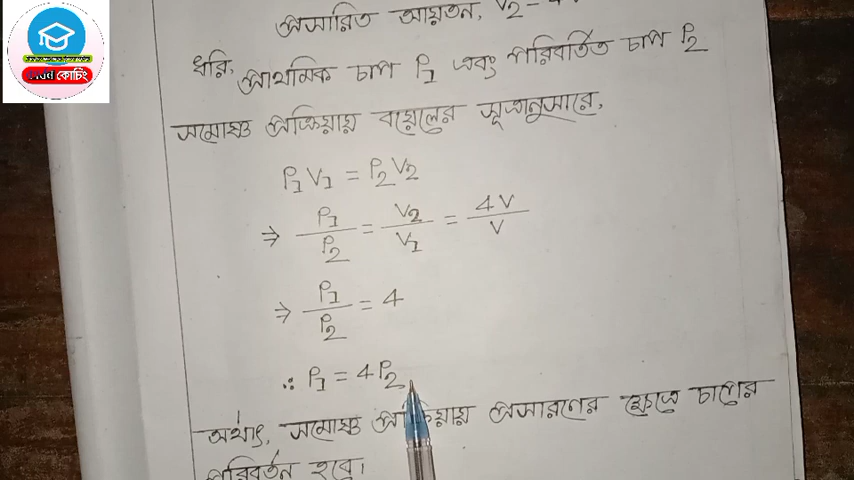 কোচিং
প্রসারিত আয়তন, V2 = 4
ধরি, প্রাথমিক চাপ P1 এবং পরিবর্তিত চাপ P2
সমোষ্ণ প্রক্রিয়ায় বয়েলের সূত্রানুসারে,
P1V1 = P2V2
⇒ P1/P2 = V2/V1 = 4V/V
⇒ P1/P2 = 4
∴ P1 = 4P2
অর্থাৎ, সমোষ্ণ প্রক্রিয়ায় প্রসারণের ক্ষেত্রে চাপের
পরিবর্তন হবে।